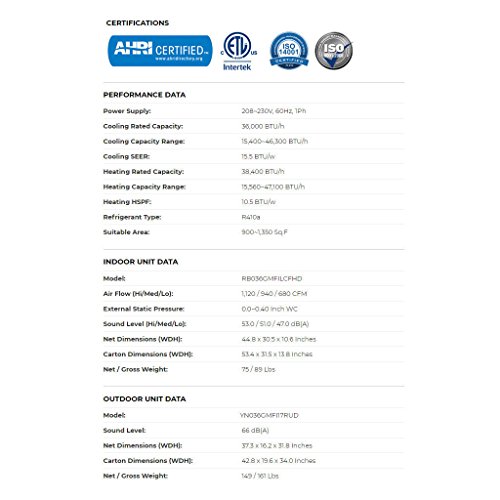 CERTIFICATIONS
AHRI CERTIFIED™
www.ahridirectory.org
ETL
C US
Intertek
ISO
14001
CERTIFIED
ISO
PERFORMANCE DATA
Power Supply: 208-230V, 60Hz, 1Ph
Cooling Rated Capacity: 36,000 BTU/h
Cooling Capacity Range: 15,400-46,300 BTU/h
Cooling SEER: 15.5 BTU/w
Heating Rated Capacity: 38,400 BTU/h
Heating Capacity Range: 15,560-47,100 BTU/h
Heating HSPF: 10.5 BTU/w
Refrigerant Type: R410a
Suitable Area: 900-1,350 Sq.F
INDOOR UNIT DATA
Model: RB036GMFILCFHD
Air Flow (Hi/Med/Lo): 1,120 / 940 / 680 CFM
External Static Pressure: 0.0-0.40 Inch WC
Sound Level (Hi/Med/Lo): 53.0 / 51.0 / 47.0 dB(A)
Net Dimensions (WDH): 44.8 x 30.5 x 10.6 Inches
Carton Dimensions (WDH): 53.4 x 31.5 x 13.8 Inches
Net / Gross Weight: 75 / 89 Lbs
OUTDOOR UNIT DATA
Model: YN036GMFI17RUD
Sound Level: 66 dB(A)
Net Dimensions (WDH): 37.3 x 16.2 x 31.8 Inches
Carton Dimensions (WDH): 42.8 x 19.6 x 34.0 Inches
Net / Gross Weight: 149 / 161 Lbs